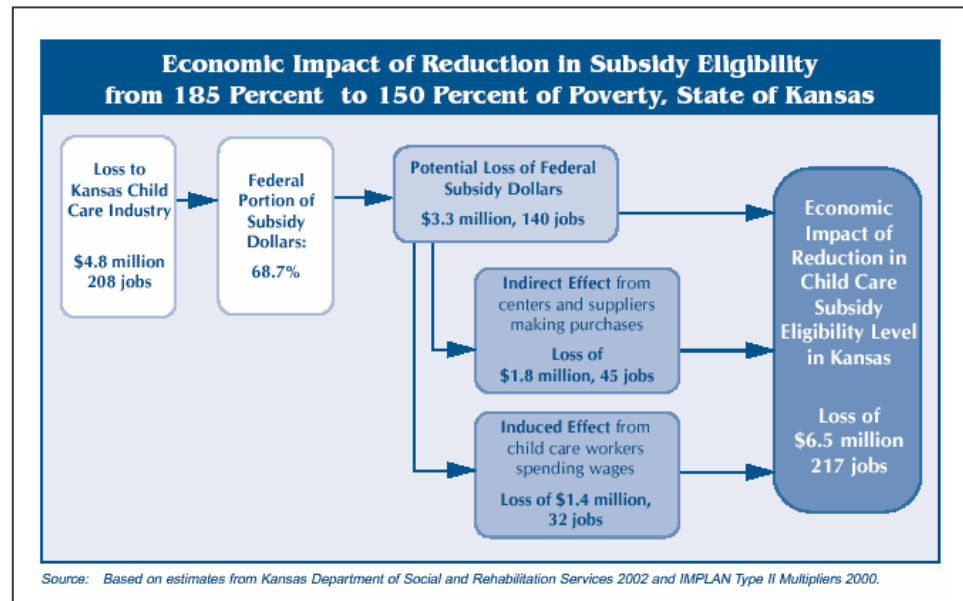 Economic Impact of Reduction in Subsidy Eligibility
from 185 Percent to 150 Percent of Poverty, State of Kansas
Loss to
Kansas Child
Care Industry
$4.8 million
208 jobs
Federal
Portion of
Subsidy
Dollars:
68.7%
Potential Loss of Federal
Subsidy Dollars
$3.3 million, 140 jobs
Indirect Effect from
centers and suppliers
making purchases
Loss of
$1.8 million, 45 jobs
Induced Effect from
child care workers
spending wages
Loss of $1.4 million,
32 jobs
Economic
Impact of
Reduction in
Child Care
Subsidy
Eligibility Level
in Kansas
Loss of
$6.5 million
217 jobs
Source: Based on estimates from Kansas Department of Social and Rehabilitation Services 2002 and IMPLAN Type II Multipliers 2000.